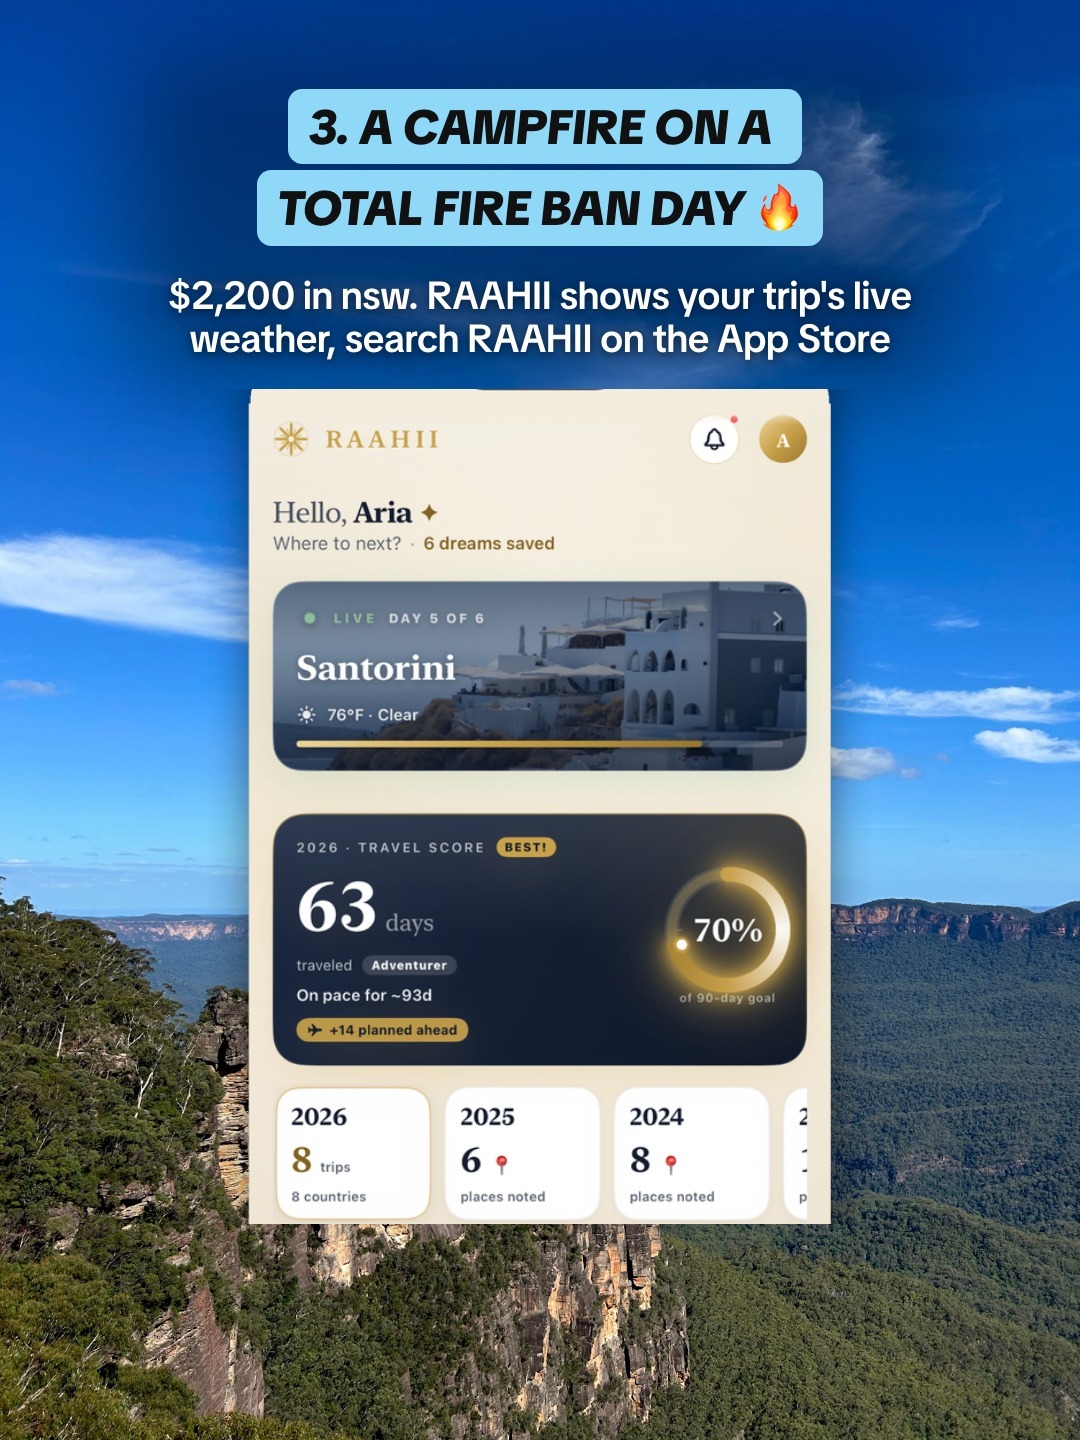 3. A CAMPFIRE ON A
TOTAL FIRE BAN DAY 🔥
$2,200 in nsw. RAAHII shows your trip's live
weather, search RAAHII on the App Store
RAAHII
A
Hello, Aria ✦
Where to next? · 6 dreams saved
LIVE DAY 5 OF 6
Santorini
76°F · Clear
2026 · TRAVEL SCORE BEST!
63 days
70%
traveled Adventurer
On pace for ~93d
of 90-day goal
+14 planned ahead
2026 2025 2024
8 trips 6 📍 8 📍
8 countries places noted places noted